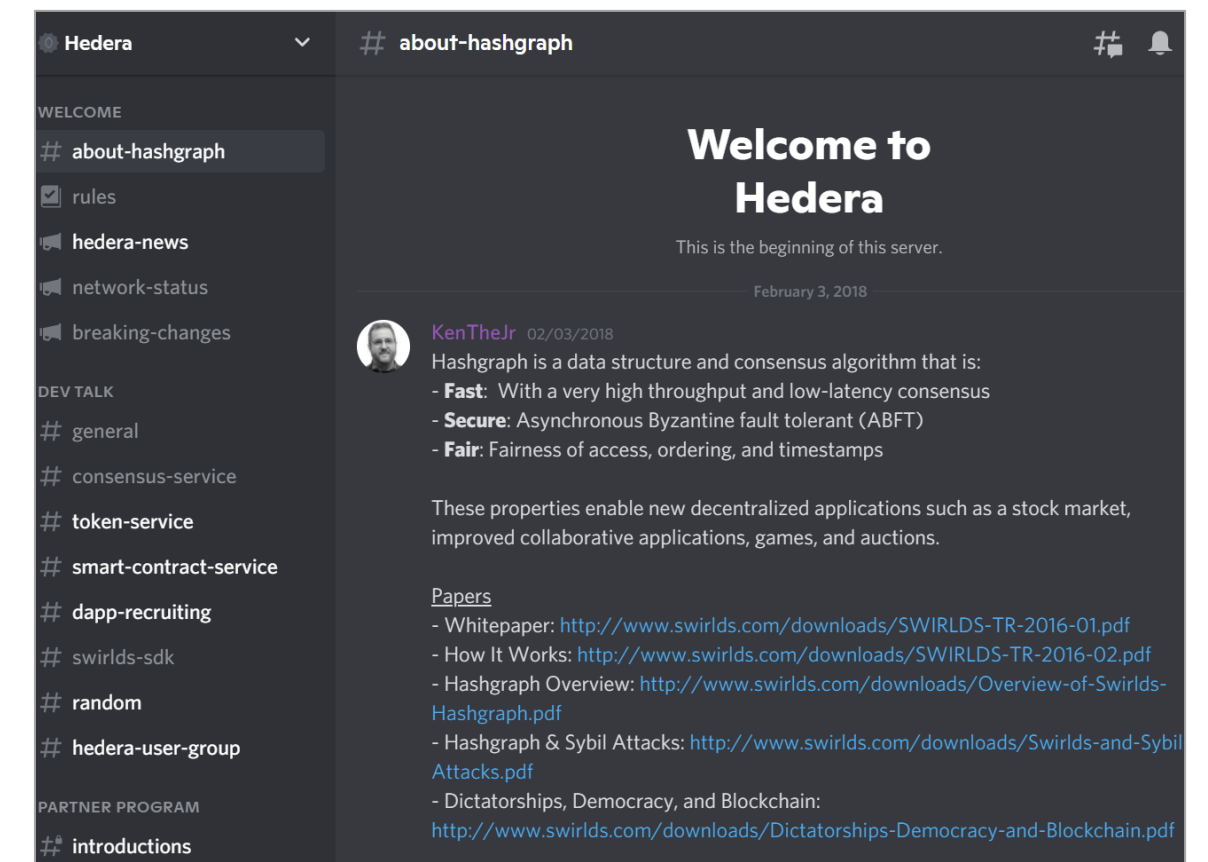 Hedera
WELCOME
# about-hashgraph
rules
hedera-news
network-status
breaking-changes
DEV TALK
# general
# consensus-service
# token-service
# smart-contract-service
# dapp-recruiting
# swirlds-sdk
# random
# hedera-user-group
PARTNER PROGRAM
# introductions
# about-hashgraph
Welcome to
Hedera
This is the beginning of this server.
February 3, 2018
KenTheJr 02/03/2018
Hashgraph is a data structure and consensus algorithm that is:
- Fast:  With a very high throughput and low-latency consensus
- Secure: Asynchronous Byzantine fault tolerant (ABFT)
- Fair: Fairness of access, ordering, and timestamps
These properties enable new decentralized applications such as a stock market,
improved collaborative applications, games, and auctions.
Papers
- Whitepaper: http://www.swirlds.com/downloads/SWIRLDS-TR-2016-01.pdf
- How It Works: http://www.swirlds.com/downloads/SWIRLDS-TR-2016-02.pdf
- Hashgraph Overview: http://www.swirlds.com/downloads/Overview-of-Swirlds-
Hashgraph.pdf
- Hashgraph & Sybil Attacks: http://www.swirlds.com/downloads/Swirlds-and-Sybil
Attacks.pdf
- Dictatorships, Democracy, and Blockchain:
http://www.swirlds.com/downloads/Dictatorships-Democracy-and-Blockchain.pdf